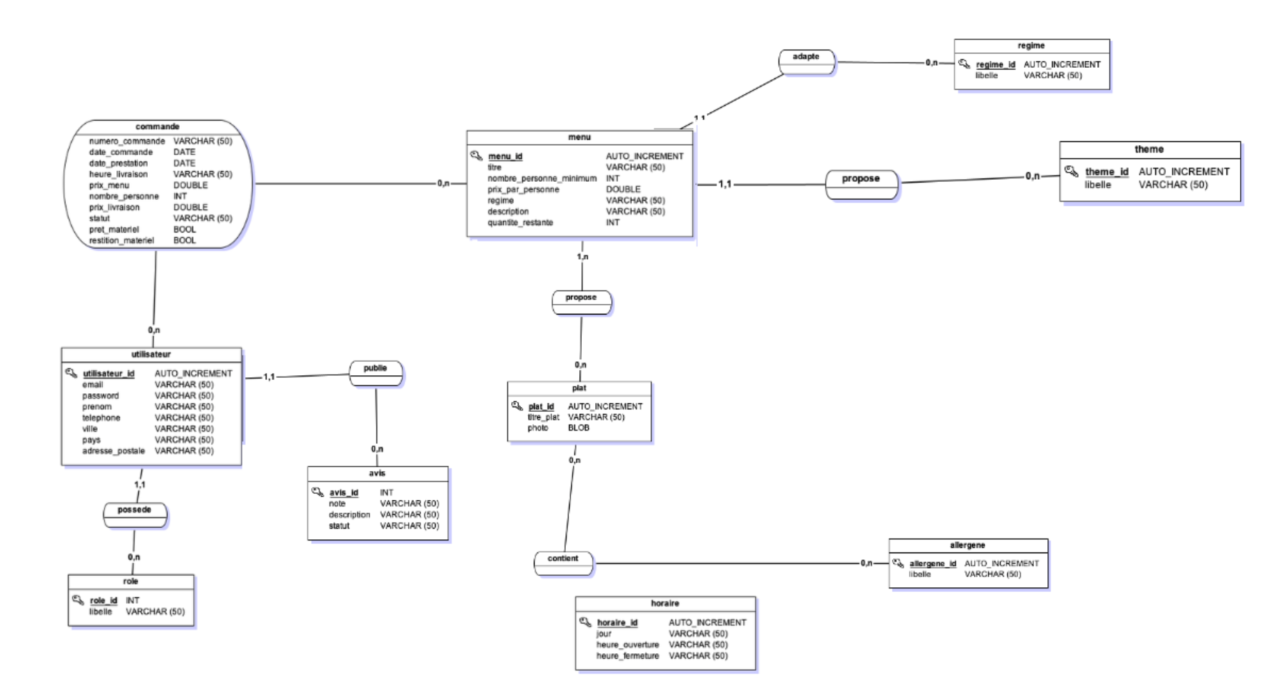 adapte
0,n
regime
regime_id AUTO_INCREMENT
libelle VARCHAR (50)
1,1
commande
numero_commande VARCHAR (50)
date_commande DATE
date_prestation DATE
heure_livraison VARCHAR (50)
prix_menu DOUBLE
nombre_personne INT
prix_livraison DOUBLE
statut VARCHAR (50)
pret_materiel BOOL
restition_materiel BOOL
0,n
menu
menu_id AUTO_INCREMENT
titre VARCHAR (50)
nombre_personne_minimum INT
prix_par_personne DOUBLE
regime VARCHAR (50)
description VARCHAR (50)
quantite_restante INT
1,1
propose
0,n
theme
theme_id AUTO_INCREMENT
libelle VARCHAR (50)
1,n
propose
0,n
0,n
utilisateur
utilisateur_id AUTO_INCREMENT
email VARCHAR (50)
password VARCHAR (50)
prenom VARCHAR (50)
telephone VARCHAR (50)
ville VARCHAR (50)
pays VARCHAR (50)
adresse_postale VARCHAR (50)
1,1
publie
0,n
plat
plat_id AUTO_INCREMENT
titre_plat VARCHAR (50)
photo BLOB
0,n
avis
avis_id INT
note VARCHAR (50)
description VARCHAR (50)
statut VARCHAR (50)
1,1
possede
0,n
role
role_id INT
libelle VARCHAR (50)
contient
0,n
allergene
allergene_id AUTO_INCREMENT
libelle VARCHAR (50)
horaire
horaire_id AUTO_INCREMENT
jour VARCHAR (50)
heure_ouverture VARCHAR (50)
heure_fermeture VARCHAR (50)